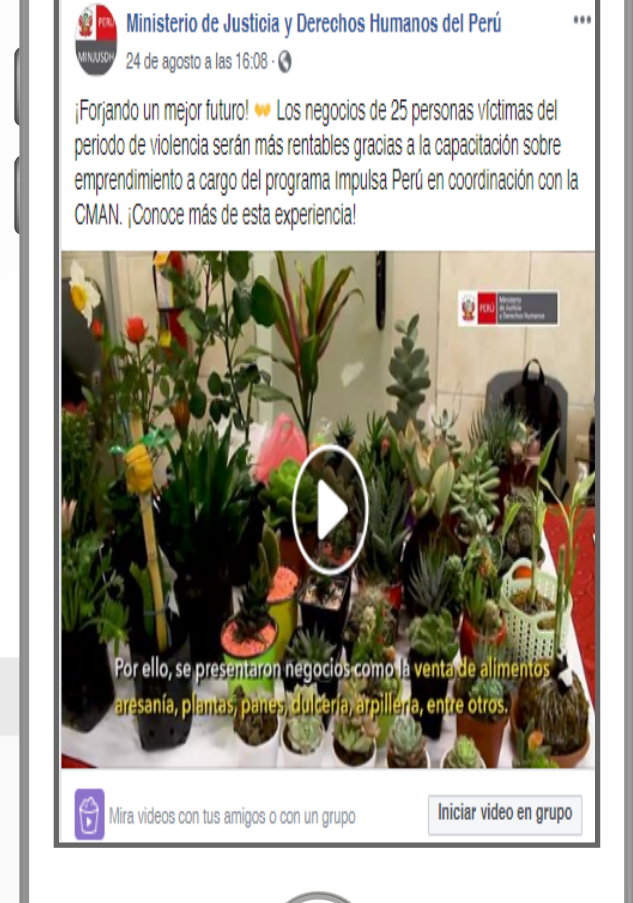 PERÚ
MINJUSDH
Ministerio de Justicia y Derechos Humanos del Perú
24 de agosto a las 16:08 ·
¡Forjando un mejor futuro! 👐 Los negocios de 25 personas víctimas del
periodo de violencia serán más rentables gracias a la capacitación sobre
emprendimiento a cargo del programa Impulsa Perú en coordinación con la
CMAN. ¡Conoce más de esta experiencia!
PERÚ
Ministerio
de Justicia
y Derechos Humanos
Por ello, se presentaron negocios como la venta de alimentos
aresanía, plantas, panes, dulcería, arpillería, entre otros.
Mira videos con tus amigos o con un grupo
Iniciar video en grupo